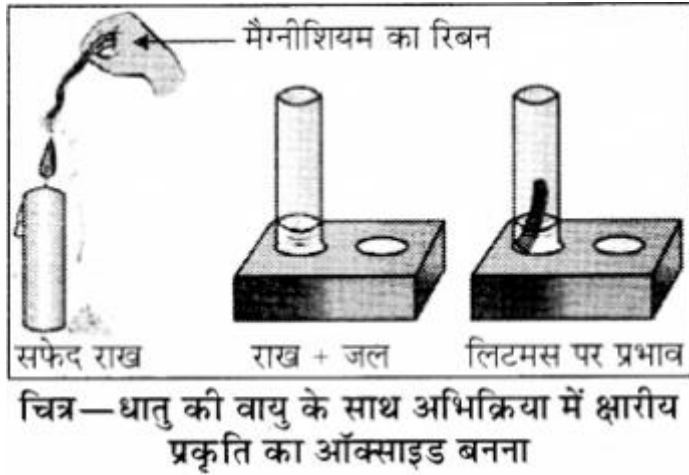 मैग्नीशियम का रिबन
सफेद राख
राख + जल
लिटमस पर प्रभाव
चित्र—धातु की वायु के साथ अभिक्रिया में क्षारीय
प्रकृति का ऑक्साइड बनना